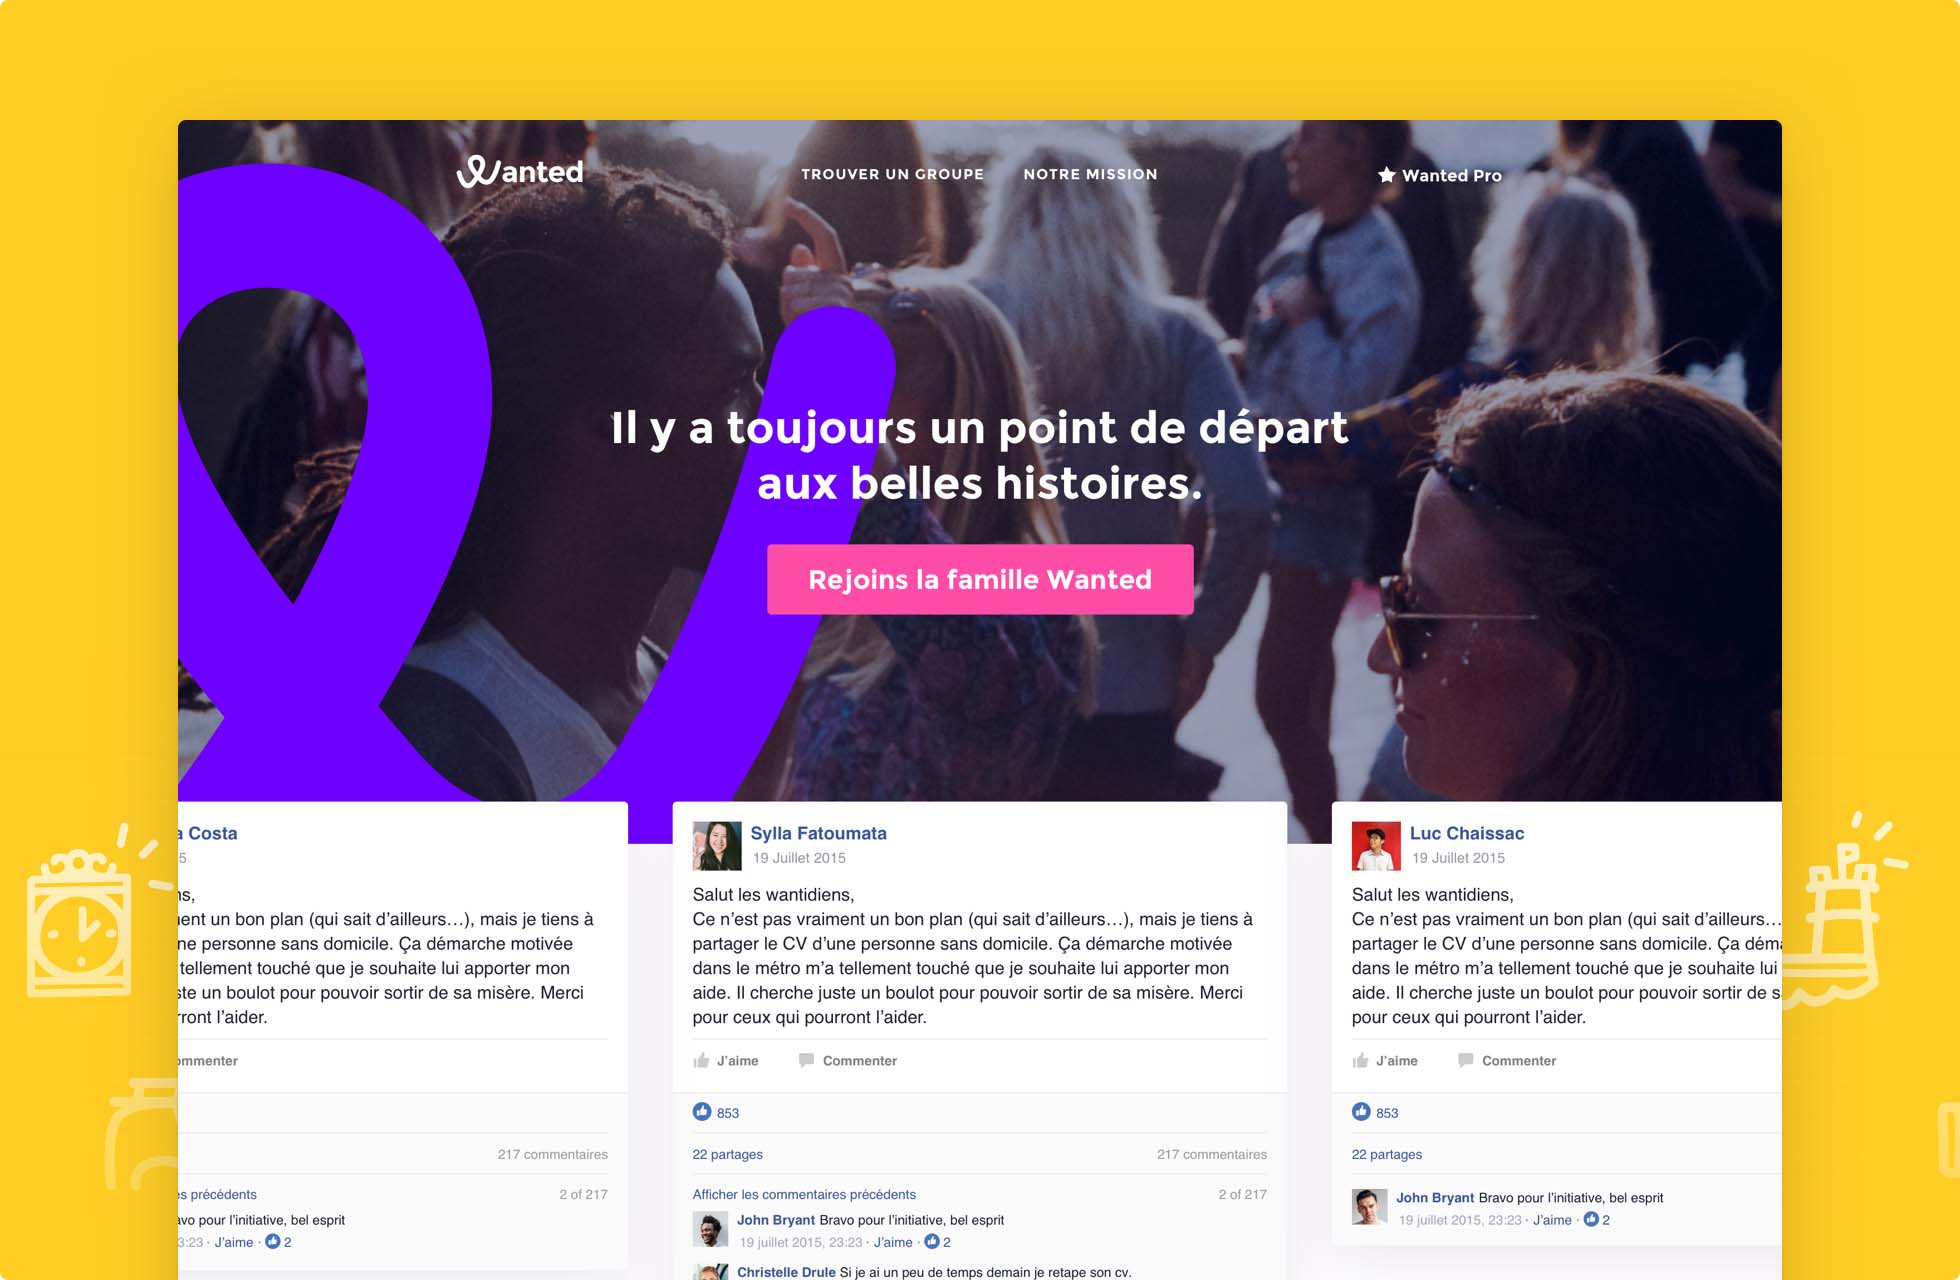 Wanted
TROUVER UN GROUPE
NOTRE MISSION
Wanted Pro
Il y a toujours un point de départ
aux belles histoires.
Rejoins la famille Wanted
a Costa
5
ns,
ent un bon plan (qui sait d’ailleurs…), mais je tiens à
ne personne sans domicile. Ça démarche motivée
tellement touché que je souhaite lui apporter mon
ste un boulot pour pouvoir sortir de sa misère. Merci
rront l’aider.
ommenter
217 commentaires
s précédents
2 of 217
avo pour l’initiative, bel esprit
3:23 · J’aime · 2
Sylla Fatoumata
19 Juillet 2015
Salut les wantidiens,
Ce n’est pas vraiment un bon plan (qui sait d’ailleurs…), mais je tiens à
partager le CV d’une personne sans domicile. Ça démarche motivée
dans le métro m’a tellement touché que je souhaite lui apporter mon
aide. Il cherche juste un boulot pour pouvoir sortir de sa misère. Merci
pour ceux qui pourront l’aider.
J’aime
Commenter
853
22 partages
217 commentaires
Afficher les commentaires précédents
2 of 217
John Bryant Bravo pour l’initiative, bel esprit
19 juillet 2015, 23:23 · J’aime · 2
Christelle Drule Si je ai un peu de temps demain je retape son cv.
Luc Chaissac
19 Juillet 2015
Salut les wantidiens,
Ce n’est pas vraiment un bon plan (qui sait d’ailleurs…
partager le CV d’une personne sans domicile. Ça dém
dans le métro m’a tellement touché que je souhaite lui
aide. Il cherche juste un boulot pour pouvoir sortir de s
pour ceux qui pourront l’aider.
J’aime
Commenter
853
22 partages
John Bryant Bravo pour l’initiative, bel esprit
19 juillet 2015, 23:23 · J’aime · 2